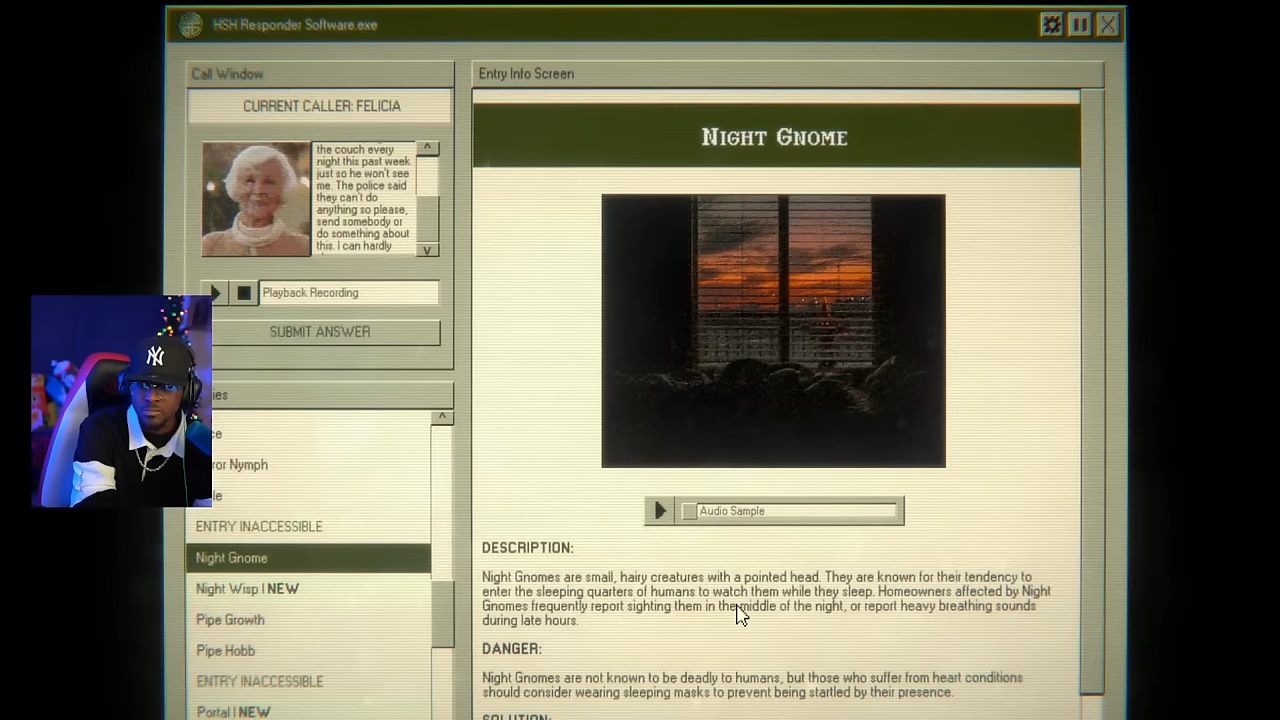 HSH Responder Software.exe
Call Window
Entry Info Screen
CURRENT CALLER: FELICIA
NIGHT GNOME
the couch every
night this past week
just so he won't see
me. The police said
they can't do
anything so please,
send somebody or
do something about
this. I can hardly
Playback Recording
SUBMIT ANSWER
Nymph
ENTRY INACCESSIBLE
Night Gnome
Night Wisp | NEW
Pipe Growth
Pipe Hobb
ENTRY INACCESSIBLE
Portal | NEW
Audio Sample
DESCRIPTION:
Night Gnomes are small, hairy creatures with a pointed head. They are known for their tendency to
enter the sleeping quarters of humans to watch them while they sleep. Homeowners affected by Night
Gnomes frequently report sighting them in the middle of the night, or report heavy breathing sounds
during late hours.
DANGER:
Night Gnomes are not known to be deadly to humans, but those who suffer from heart conditions
should consider wearing sleeping masks to prevent being startled by their presence.
SOLUTION: